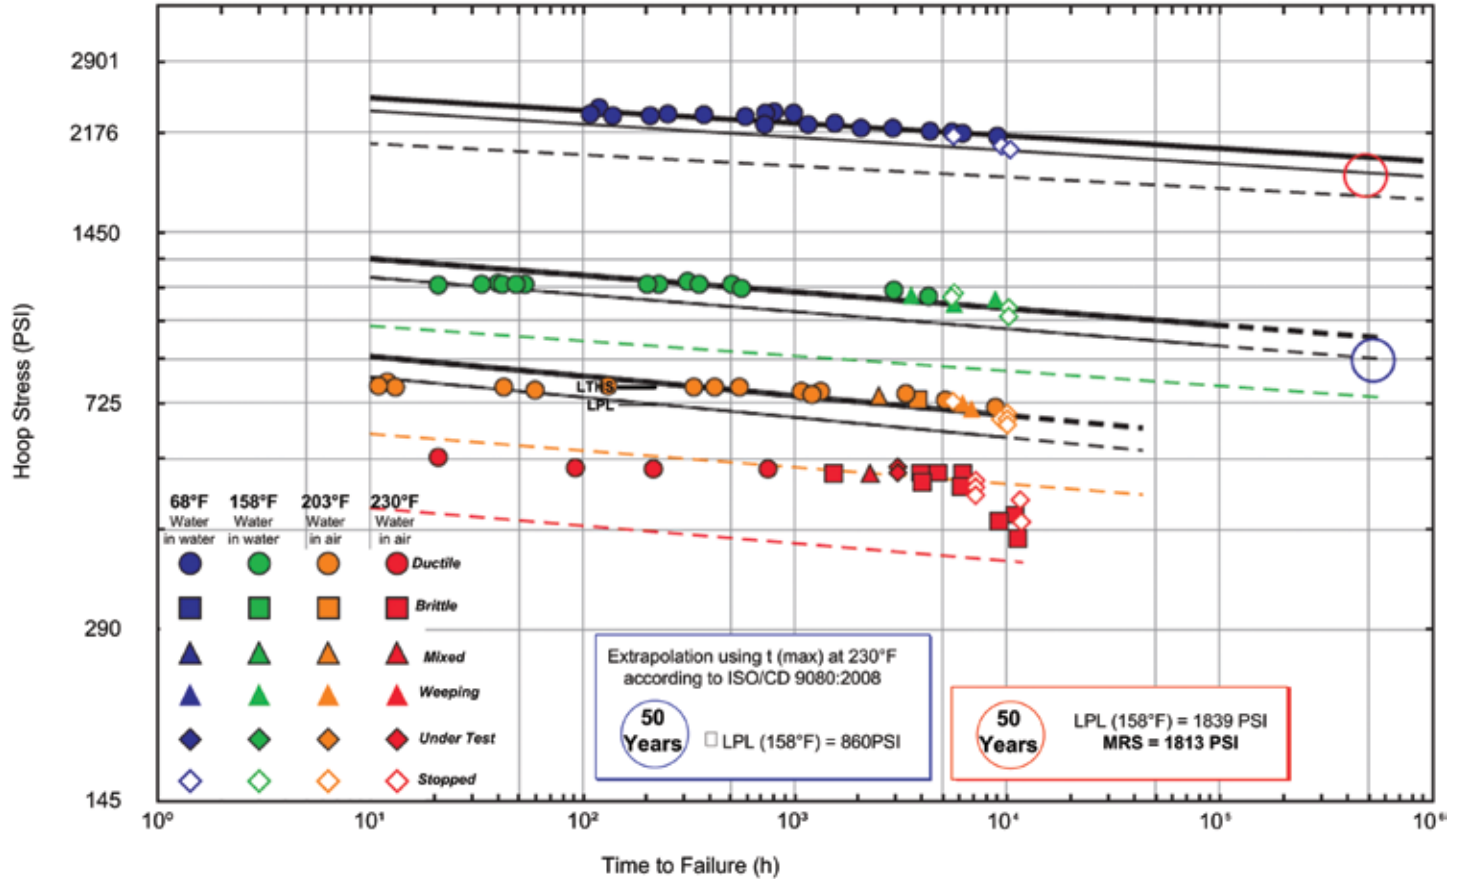 2901
2176
1450
725
290
145
Hoop Stress (PSI)
LTHS
LPL
68°F 158°F 203°F 230°F
Water Water Water Water
in water in water in air in air
Ductile
Brittle
Mixed
Weeping
Under Test
Stopped
Extrapolation using t (max) at 230°F
according to ISO/CD 9080:2008
50
Years
LPL (158°F) = 860PSI
50
Years
LPL (158°F) = 1839 PSI
MRS = 1813 PSI
10⁰ 10¹ 10² 10³ 10⁴ 10⁵ 10⁶
Time to Failure (h)